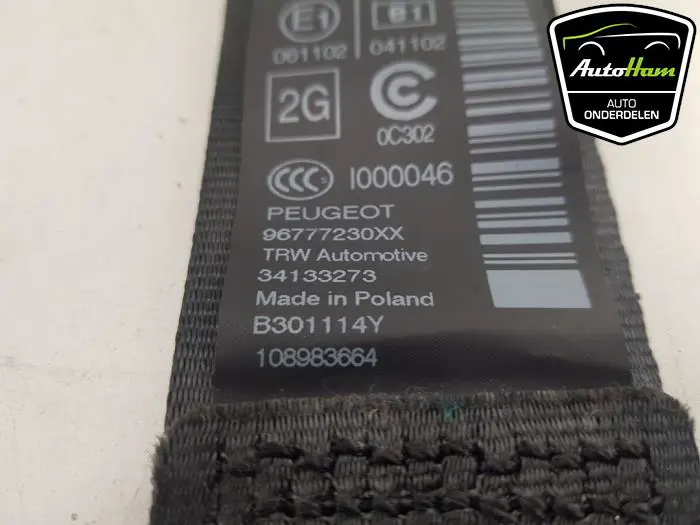 E1
B1
061102
041102
2G
C
0C302
CCC S I000046
PEUGEOT
96777230XX
TRW Automotive
34133273
Made in Poland
B301114Y
108983664
AutoHam
AUTO
ONDERDELEN